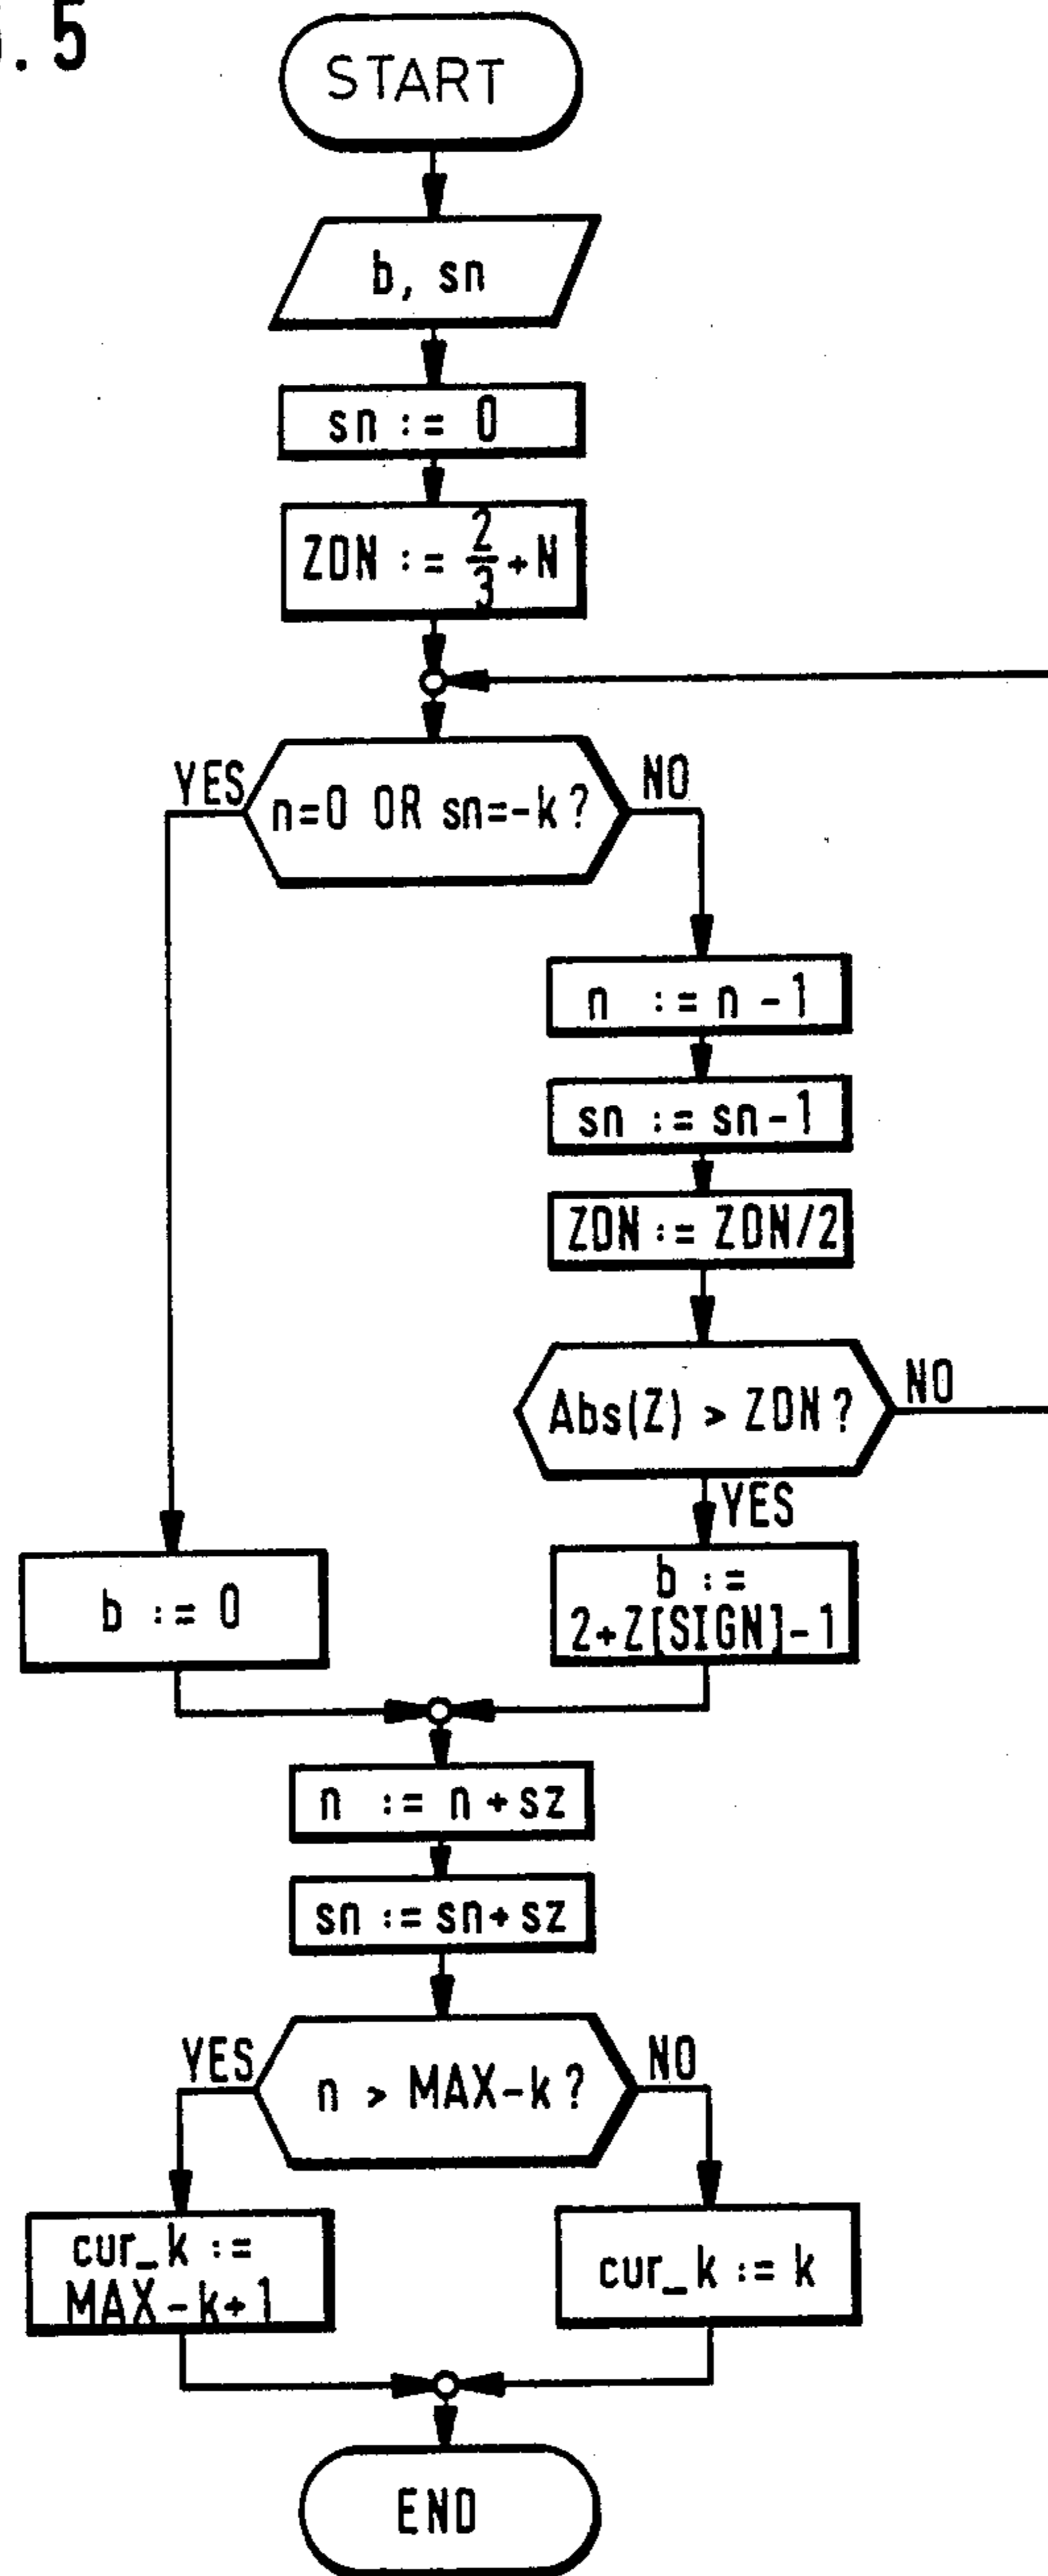 . 5
START
b, sn
sn := 0
ZDN := 2/3 + N
YES
n=0 OR sn=-k ?
NO
n := n - 1
sn := sn - 1
ZDN := ZDN/2
Abs(Z) > ZDN ?
NO
YES
b := 0
b :=
2+Z[SIGN]-1
n := n + sz
sn := sn + sz
YES
n > MAX-k ?
NO
cur_k :=
MAX-k+1
cur_k := k
END